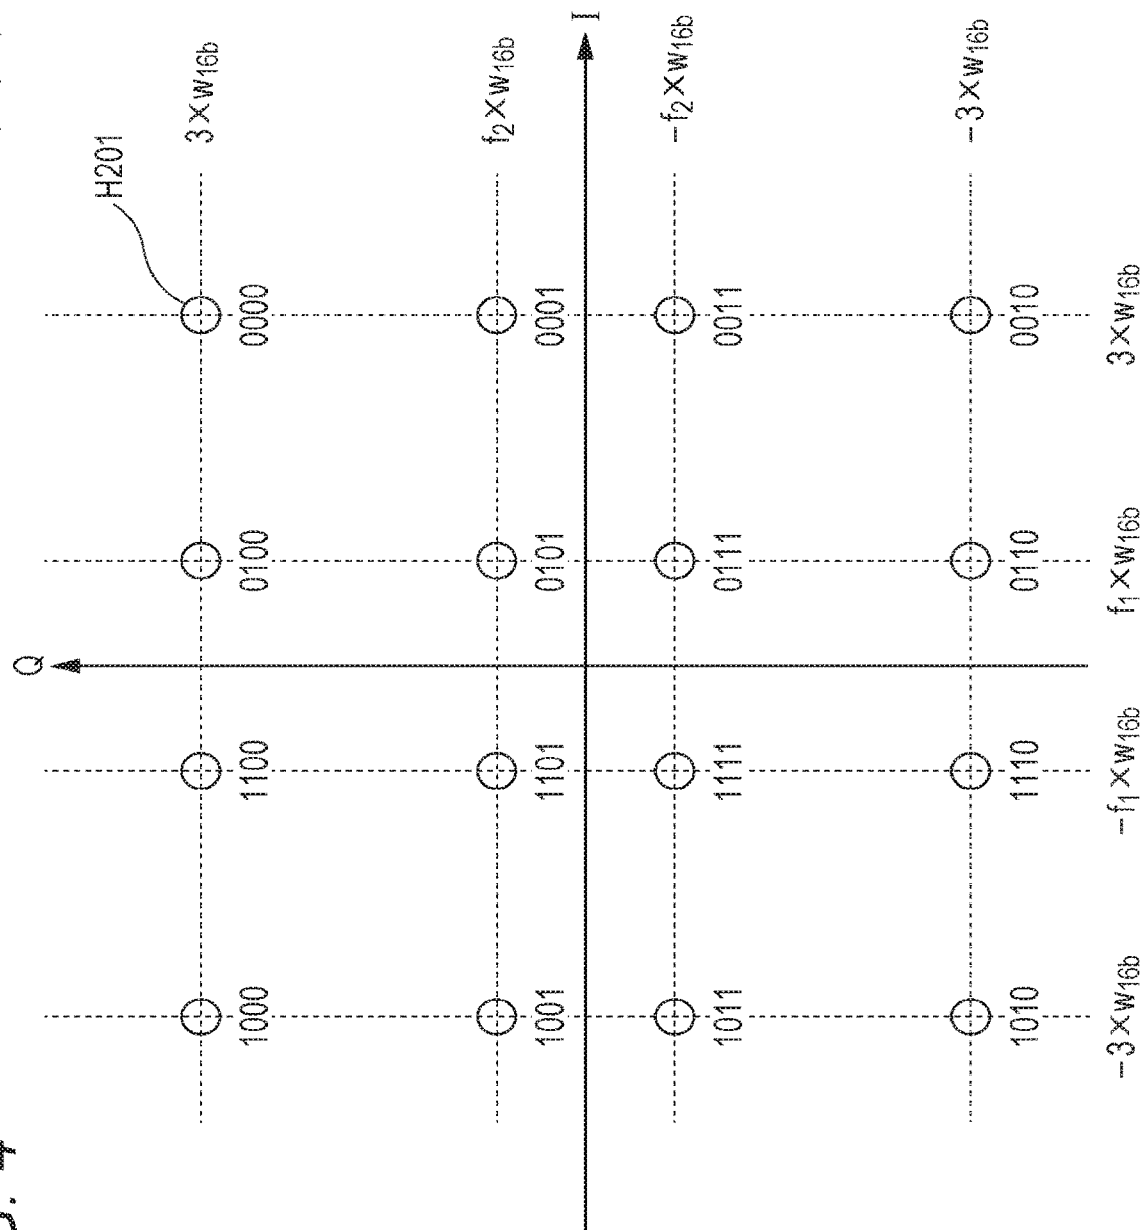 Q
I
H201
1000 1100 0100 0000 3×w16b
1001 1101 0101 0001 f2×w16b
1011 1111 0111 0011 −f2×w16b
1010 1110 0110 0010 −3×w16b
−3×w16b −f1×w16b f1×w16b 3×w16b